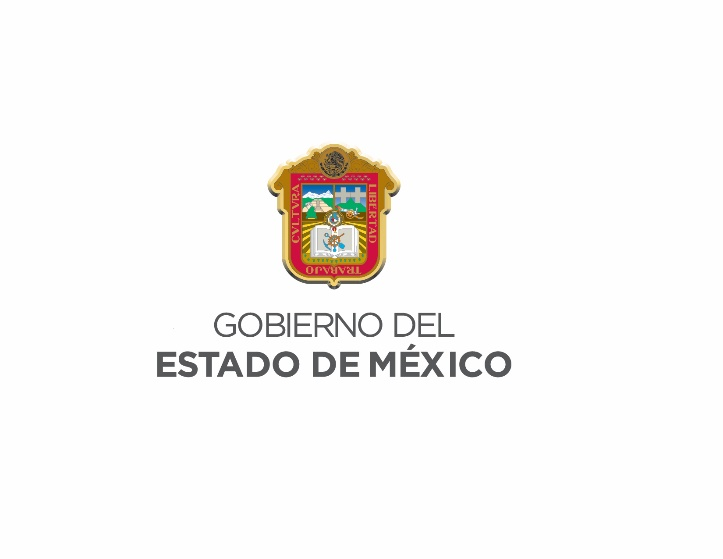 CVLTVRA
LIBERTAD
TRABAJO
GOBIERNO DEL
ESTADO DE MÉXICO